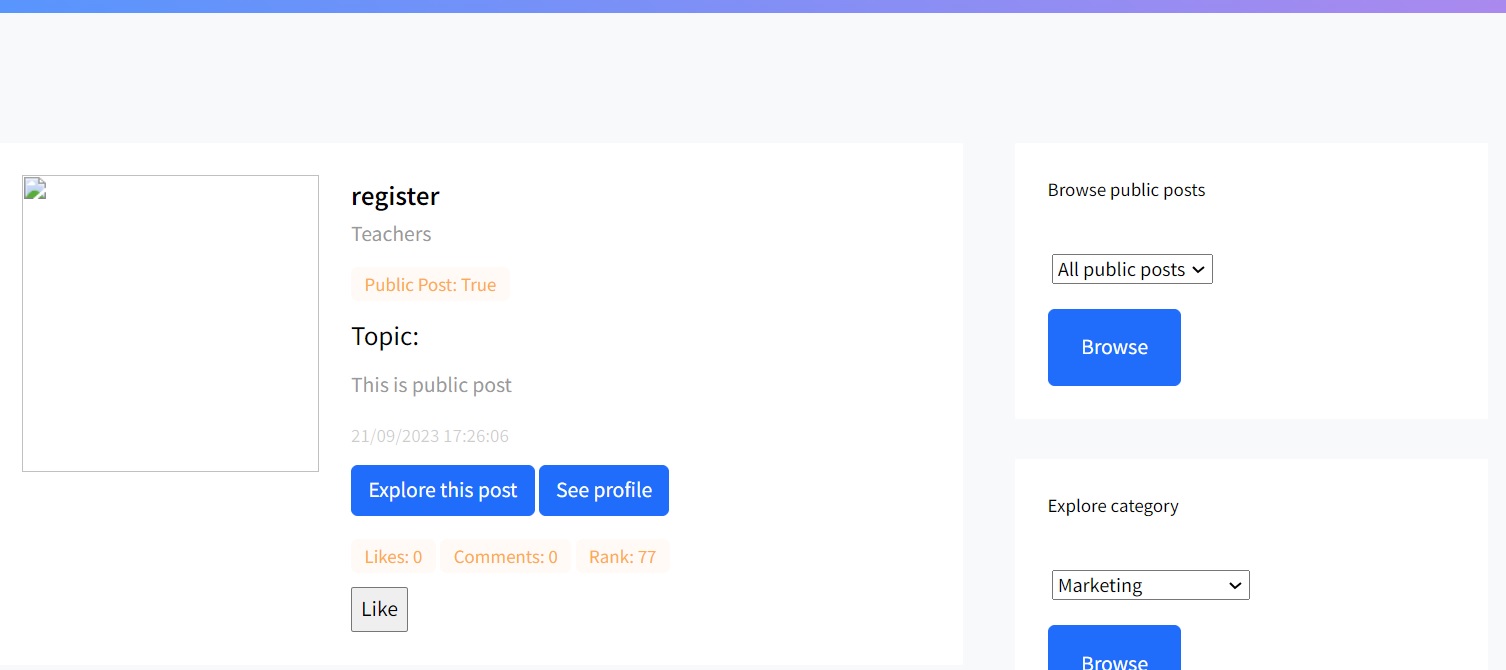 register
Teachers
Public Post: True
Topic:
This is public post
21/09/2023 17:26:06
Explore this post See profile
Likes: 0 Comments: 0 Rank: 77
Like
Browse public posts
All public posts
Browse
Explore category
Marketing
Browse